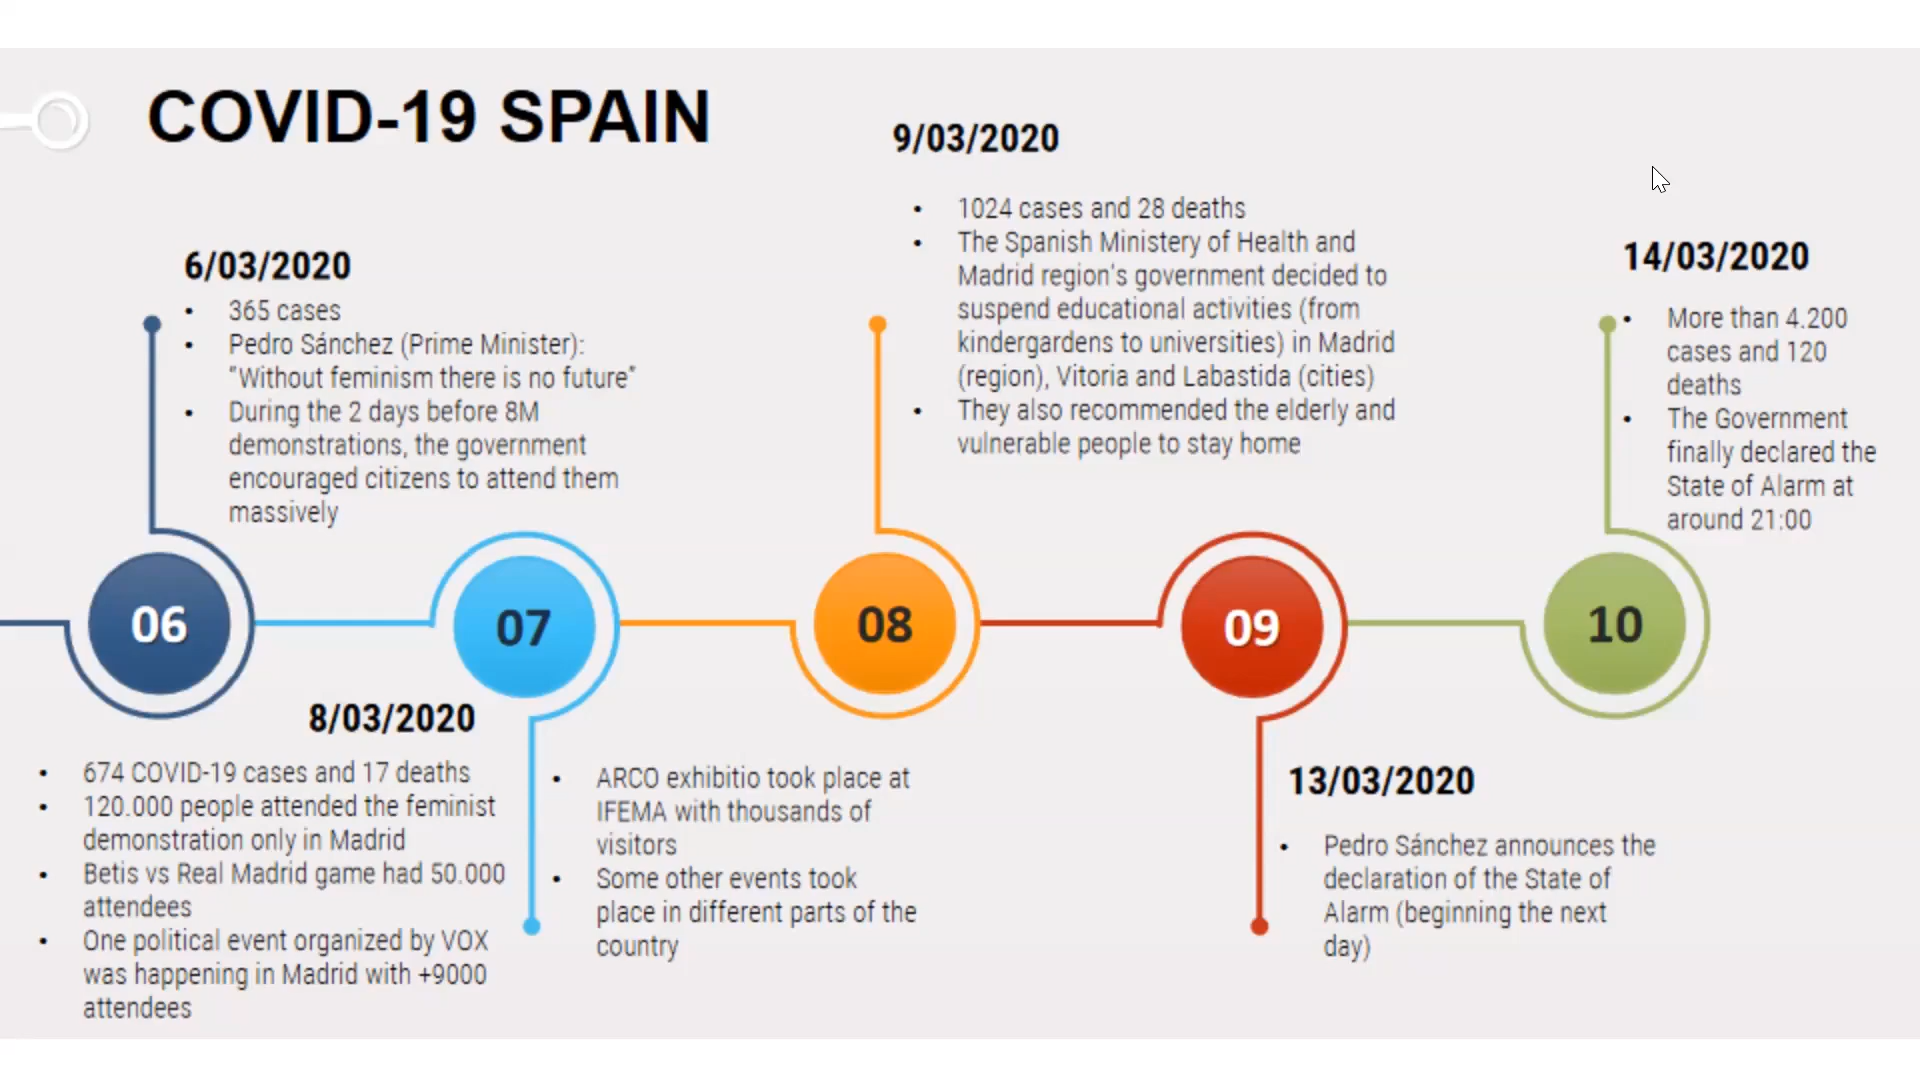 COVID-19 SPAIN
6/03/2020
• 365 cases
• Pedro Sánchez (Prime Minister):
"Without feminism there is no future"
• During the 2 days before 8M
demonstrations, the government
encouraged citizens to attend them
massively
9/03/2020
• 1024 cases and 28 deaths
• The Spanish Ministery of Health and
Madrid region's government decided to
suspend educational activities (from
kindergardens to universities) in Madrid
(region), Vitoria and Labastida (cities)
• They also recommended the elderly and
vulnerable people to stay home
14/03/2020
• More than 4.200
cases and 120
deaths
• The Government
finally declared the
State of Alarm at
around 21:00
06
07
08
09
10
8/03/2020
• 674 COVID-19 cases and 17 deaths
• 120.000 people attended the feminist
demonstration only in Madrid
• Betis vs Real Madrid game had 50.000
attendees
• One political event organized by VOX
was happening in Madrid with +9000
attendees
• ARCO exhibitio took place at
IFEMA with thousands of
visitors
• Some other events took
place in different parts of the
country
13/03/2020
• Pedro Sánchez announces the
declaration of the State of
Alarm (beginning the next
day)